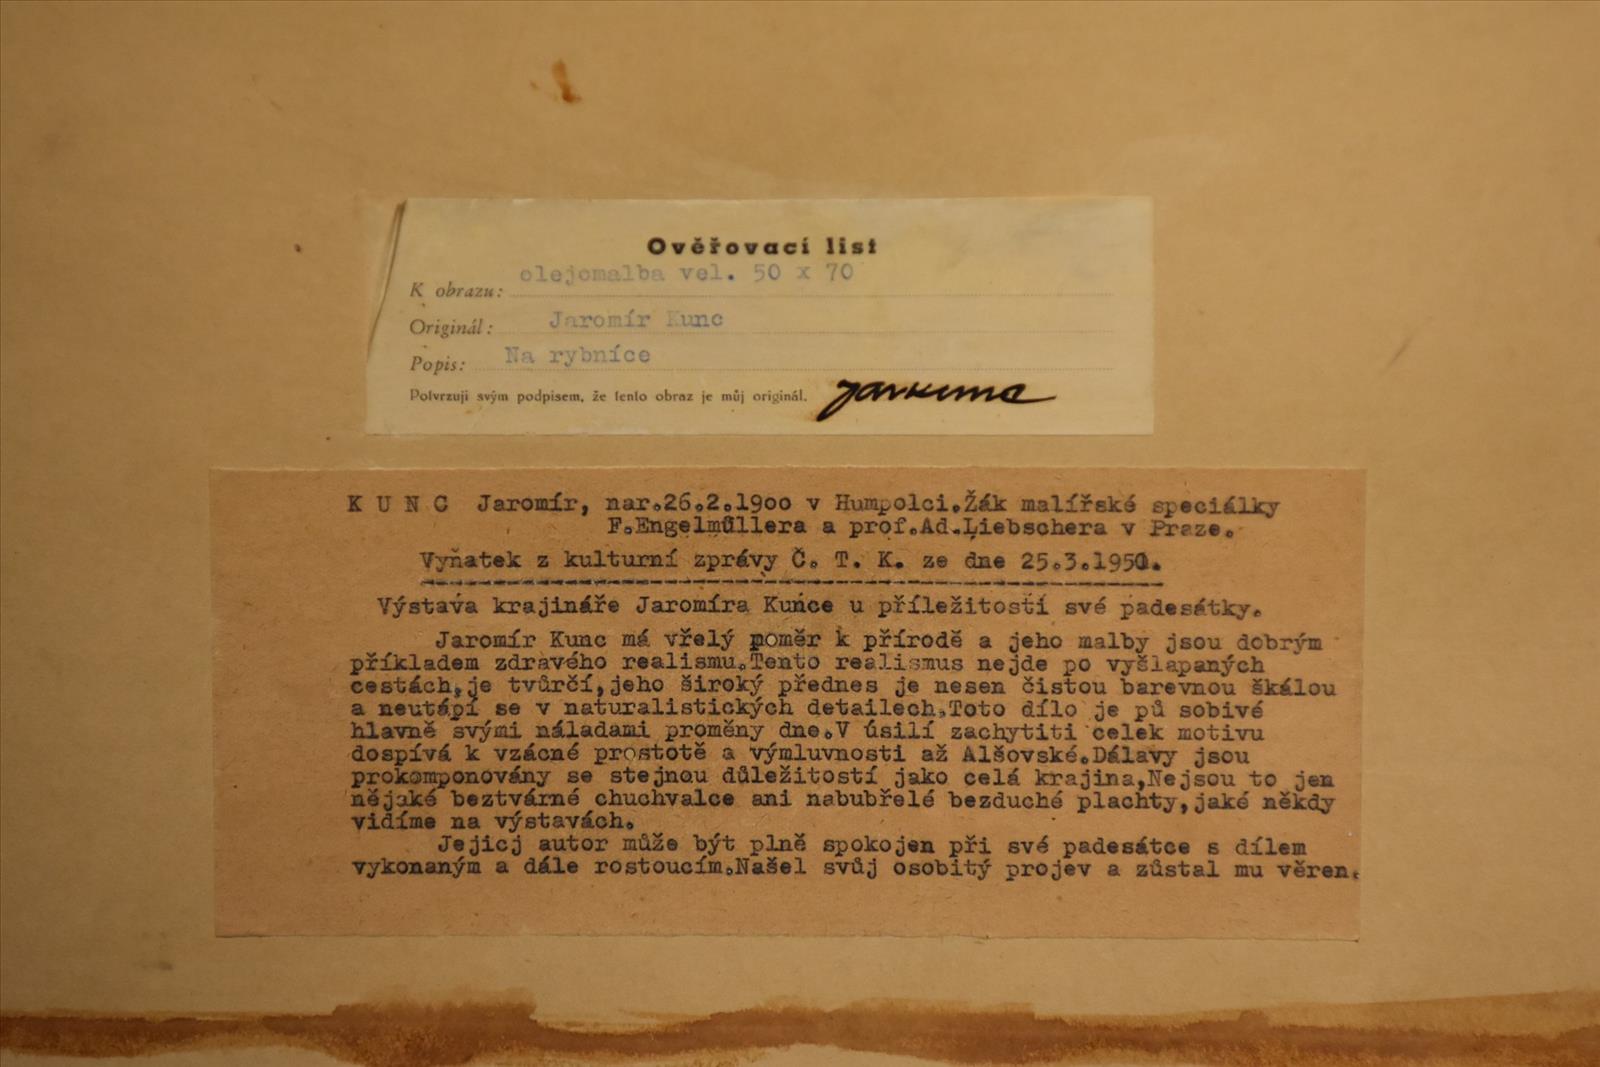 Ověřovací list
K obrazu: olejomalba vel. 50 x 70
Originál: Jaromír Kunc
Popis: Na rybníce
Potvrzuji svým podpisem, že tento obraz je můj originál. Jarkunc
K U N C Jaromír, nar.26.2.1900 v Humpolci.Žák malířské speciálky
F.Engelmůllera a prof.Ad.Liebschera v Praze.
Vyňatek z kulturní zprávy Č. T. K. ze dne 25.3.1950.
Výstava krajináře Jaromíra Kunce u příležitosti své padesátky.
Jaromír Kunc má vřelý poměr k přírodě a jeho malby jsou dobrým
příkladem zdravého realismu.Tento realismus nejde po vyšlapaných
cestách,je tvůrčí,jeho široký přednes je nesen čistou barevnou škálou
a neutápí se v naturalistických detailech.Toto dílo je pů sobivé
hlavně svými náladami proměny dne.V úsilí zachytiti celek motivu
dospívá k vzácné prostotě a výmluvnosti až Alšovské.Dálavy jsou
prokomponovány se stejnou důležitostí jako celá krajina,Nejsou to jen
nějaké beztvárné chuchvalce ani nabubřelé bezduché plachty,jaké někdy
vidíme na výstavách.
Jejicj autor může být plně spokojen při své padesátce s dílem
vykonaným a dále rostoucím.Našel svůj osobitý projev a zůstal mu věren.